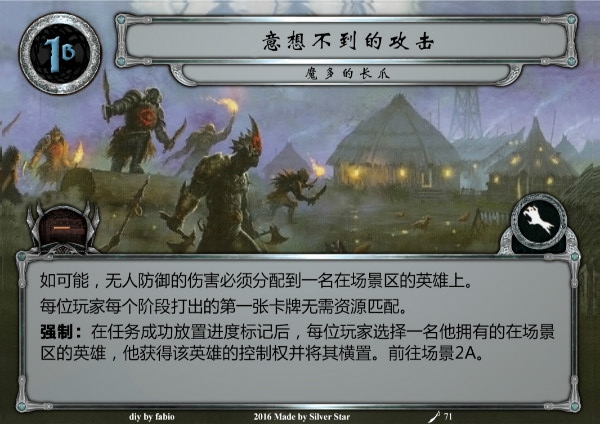 1B
意想不到的攻击
魔多的长爪
如可能，无人防御的伤害必须分配到一名在场景区的英雄上。
每位玩家每个阶段打出的第一张卡牌无需资源匹配。
强制：在任务成功放置进度标记后，每位玩家选择一名他拥有的在场景
区的英雄，他获得该英雄的控制权并将其横置。前往场景2A。
diy by fabio 2016 Made by Silver Star 71